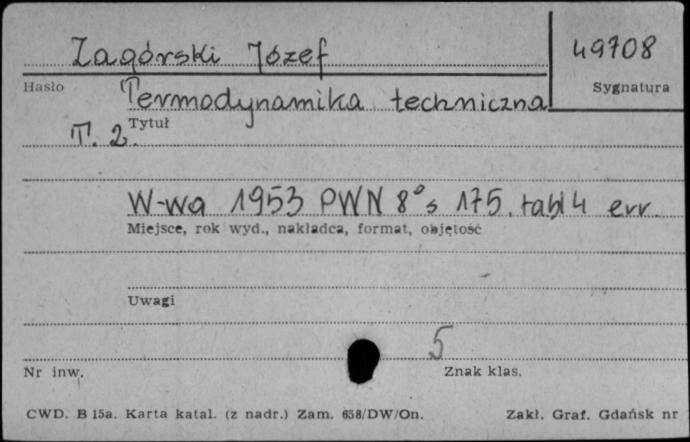 Zagórski Józef
49708
Hasło
Sygnatura
Termodynamika techniczna
Tytuł
T. 2.
W-wa 1953 PWN 8° s 175. tabl 4 err.
Miejsce, rok wyd., nakładca, format, objętość
Uwagi
5
Nr inw.
Znak klas.
CWD. B 15a. Karta katal. (z nadr.) Zam. 658/DW/On.
Zakł. Graf. Gdańsk nr